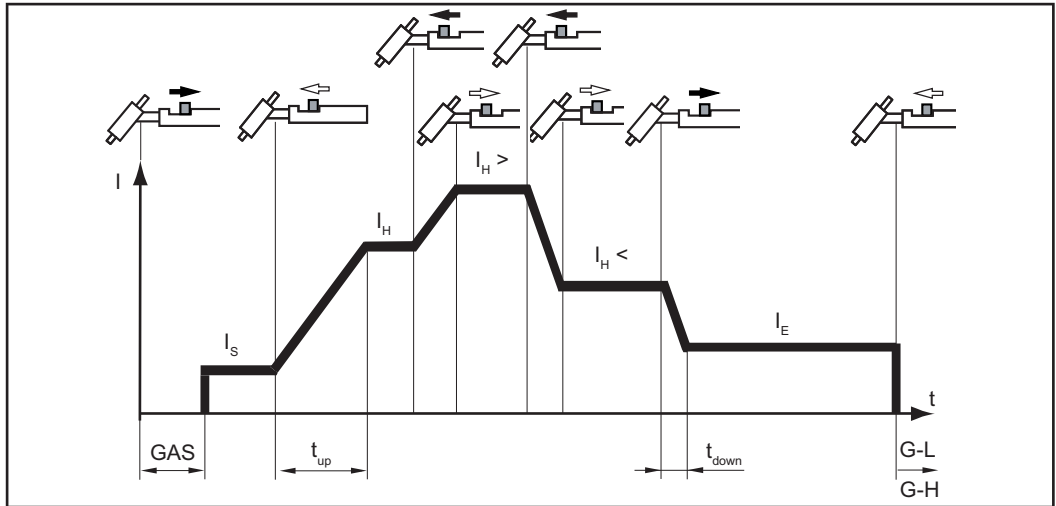 I_H >
I
I_H
I_H <
I_S
I_E
t
GAS
t_up
t_down
G-L
G-H